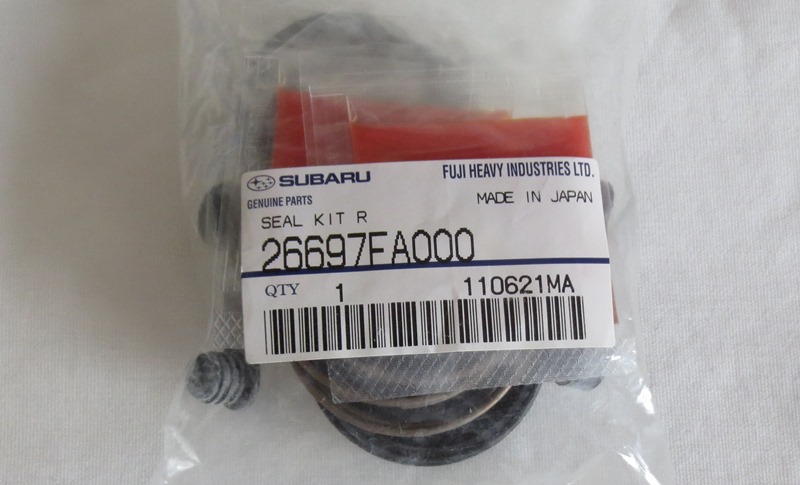 SUBARU FUJI HEAVY INDUSTRIES LTD.
GENUINE PARTS MADE IN JAPAN
SEAL KIT R
26697FA000
QTY 1 110621MA